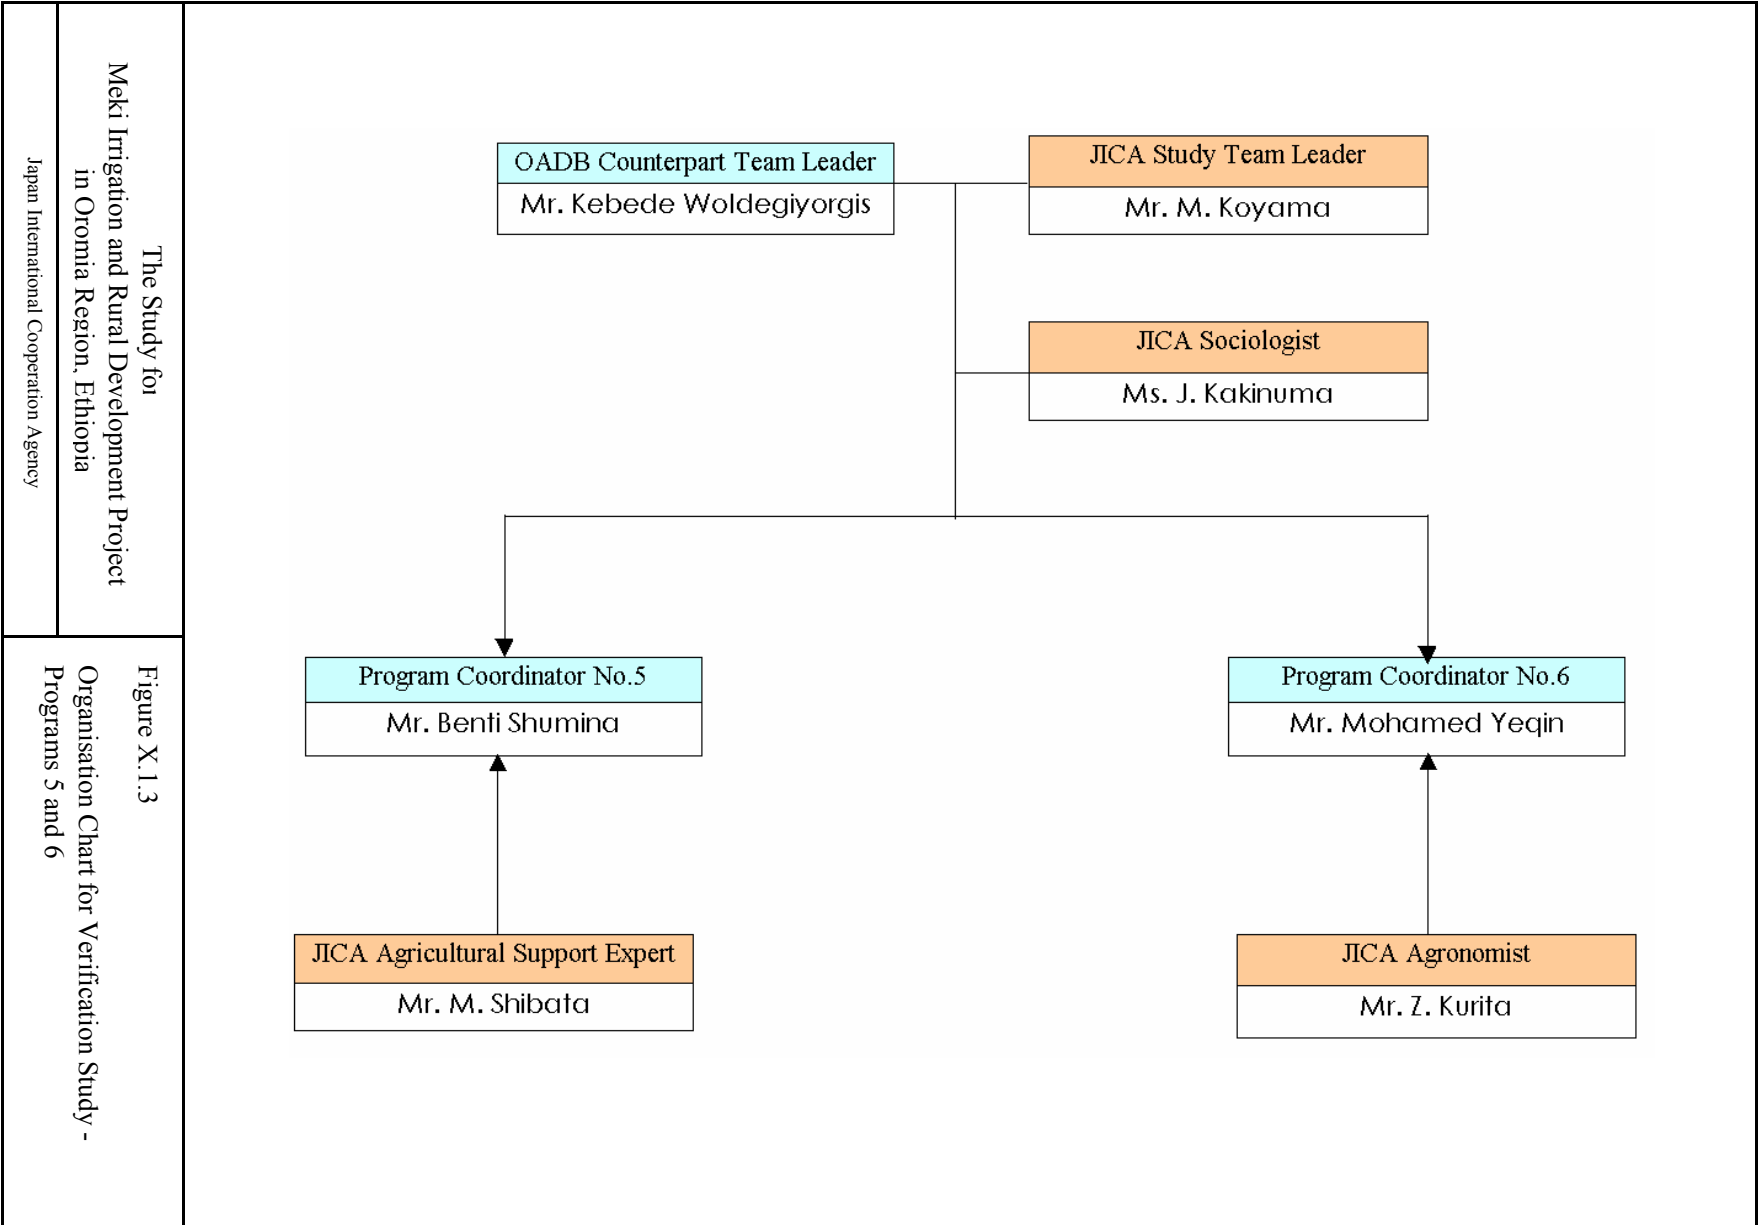 OADB Counterpart Team Leader
Mr. Kebede Woldegiyorgis
JICA Study Team Leader
Mr. M. Koyama
JICA Sociologist
Ms. J. Kakinuma
Program Coordinator No.5
Mr. Benti Shumina
Program Coordinator No.6
Mr. Mohamed Yeqin
JICA Agricultural Support Expert
Mr. M. Shibata
JICA Agronomist
Mr. Z. Kurita
The Study for
Meki Irrigation and Rural Development Project
in Oromia Region, Ethiopia
Japan International Cooperation Agency
Figure X.1.3
Organisation Chart for Verification Study -
Programs 5 and 6